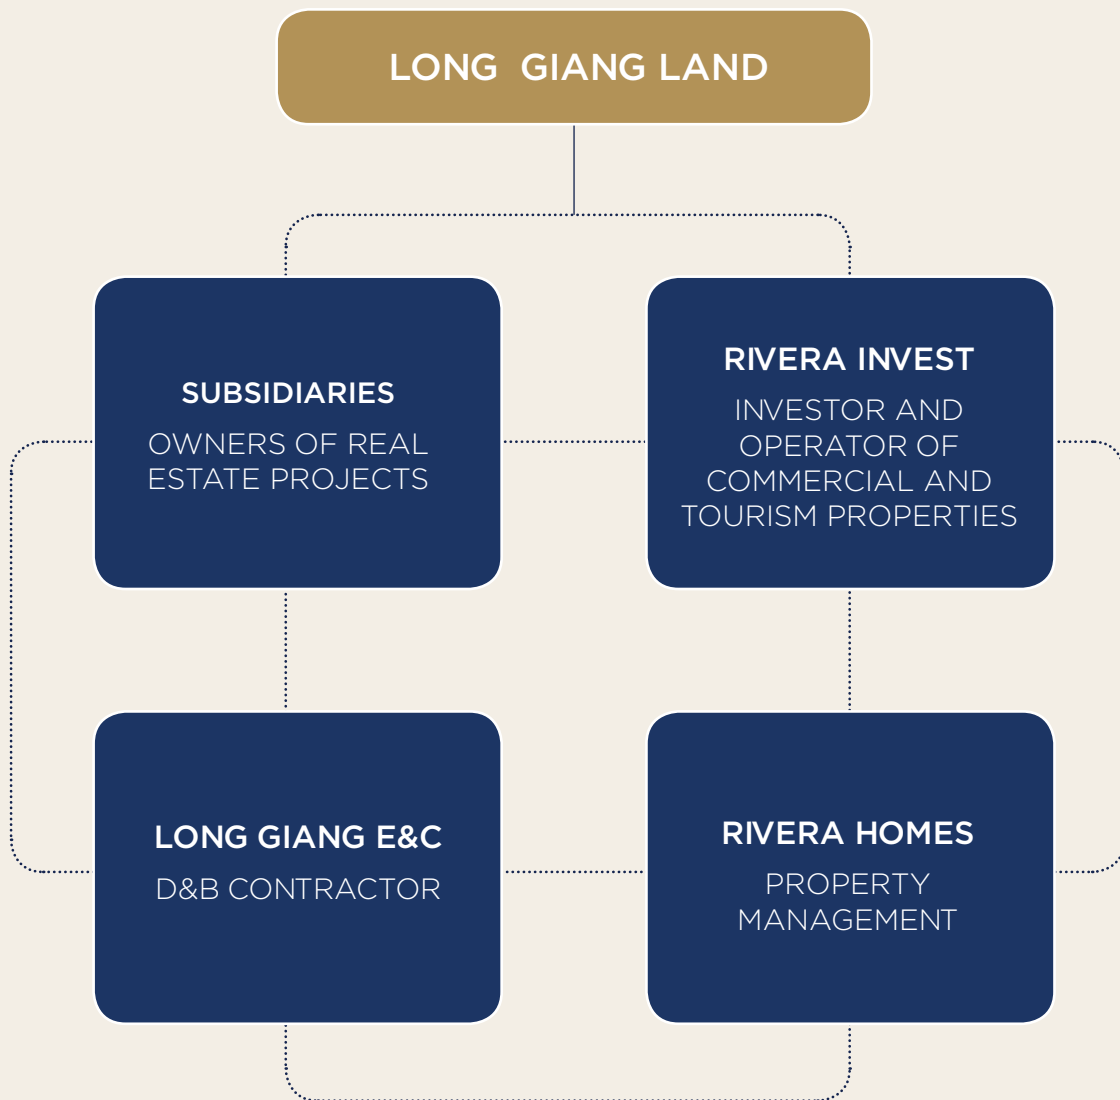 LONG GIANG LAND
SUBSIDIARIES
OWNERS OF REAL
ESTATE PROJECTS
RIVERA INVEST
INVESTOR AND
OPERATOR OF
COMMERCIAL AND
TOURISM PROPERTIES
LONG GIANG E&C
D&B CONTRACTOR
RIVERA HOMES
PROPERTY
MANAGEMENT